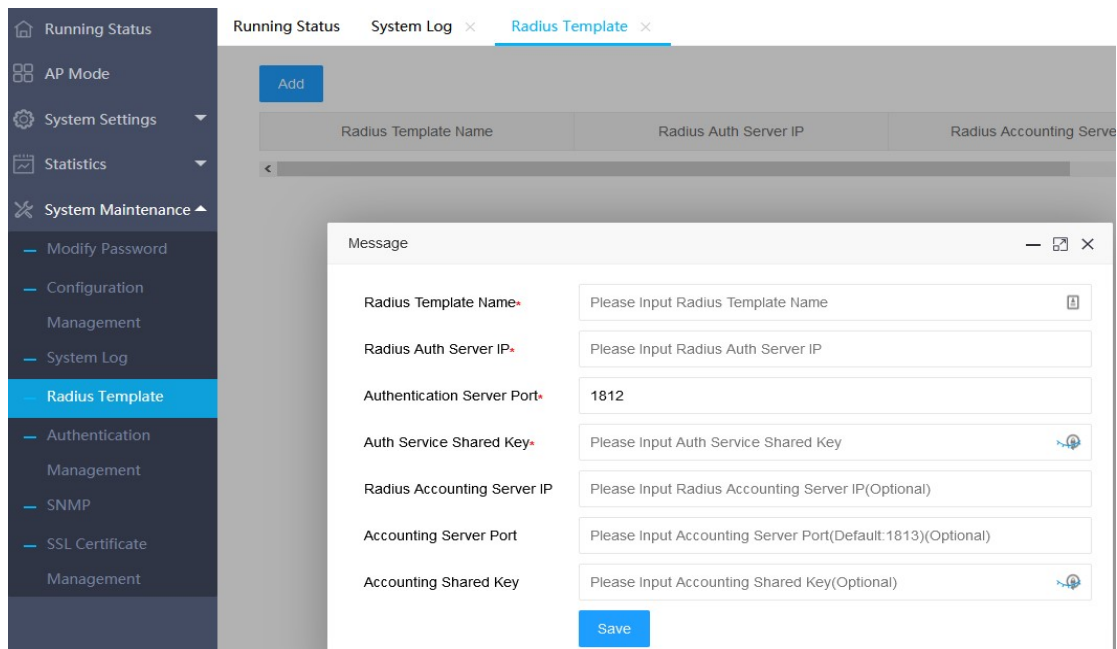 Running Status
AP Mode
System Settings
Statistics
System Maintenance
Modify Password
Configuration
Management
System Log
Radius Template
Authentication
Management
SNMP
SSL Certificate
Management
Running Status System Log Radius Template
Add
Radius Template Name Radius Auth Server IP Radius Accounting Serve
Message
Radius Template Name* Please Input Radius Template Name
Radius Auth Server IP* Please Input Radius Auth Server IP
Authentication Server Port* 1812
Auth Service Shared Key* Please Input Auth Service Shared Key
Radius Accounting Server IP Please Input Radius Accounting Server IP(Optional)
Accounting Server Port Please Input Accounting Server Port(Default:1813)(Optional)
Accounting Shared Key Please Input Accounting Shared Key(Optional)
Save